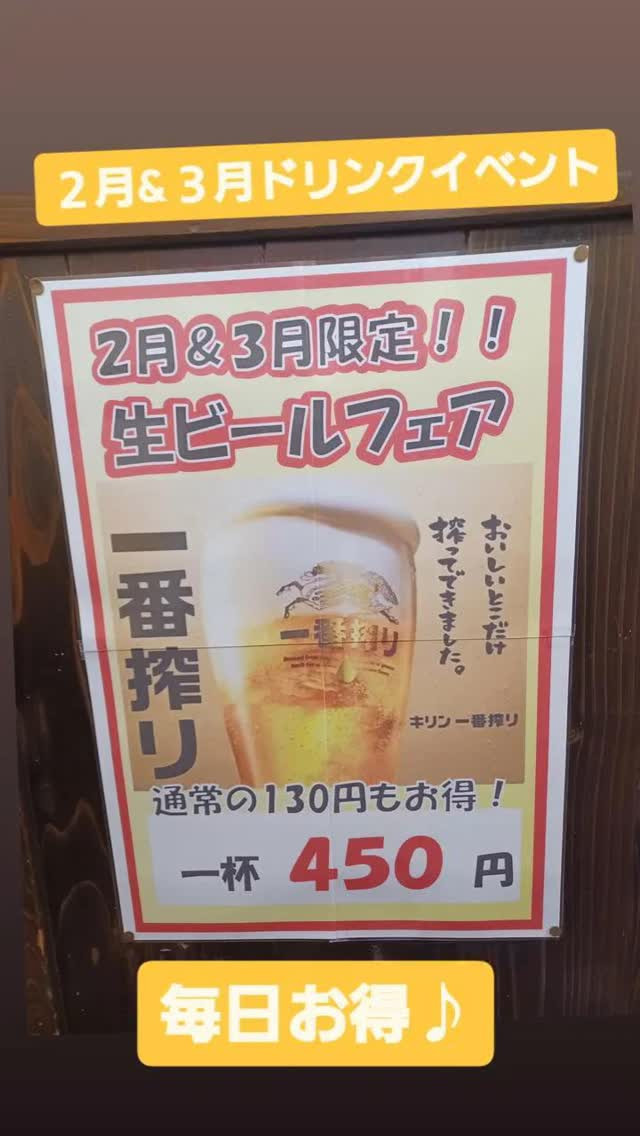 2月&3月ドリンクイベント
2月&3月限定！！
生ビールフェア
一番搾り
おいしいとこだけ
搾ってできました。
一番搾り
キリン一番搾り
通常の130円もお得！
一杯 450 円
毎日お得♪